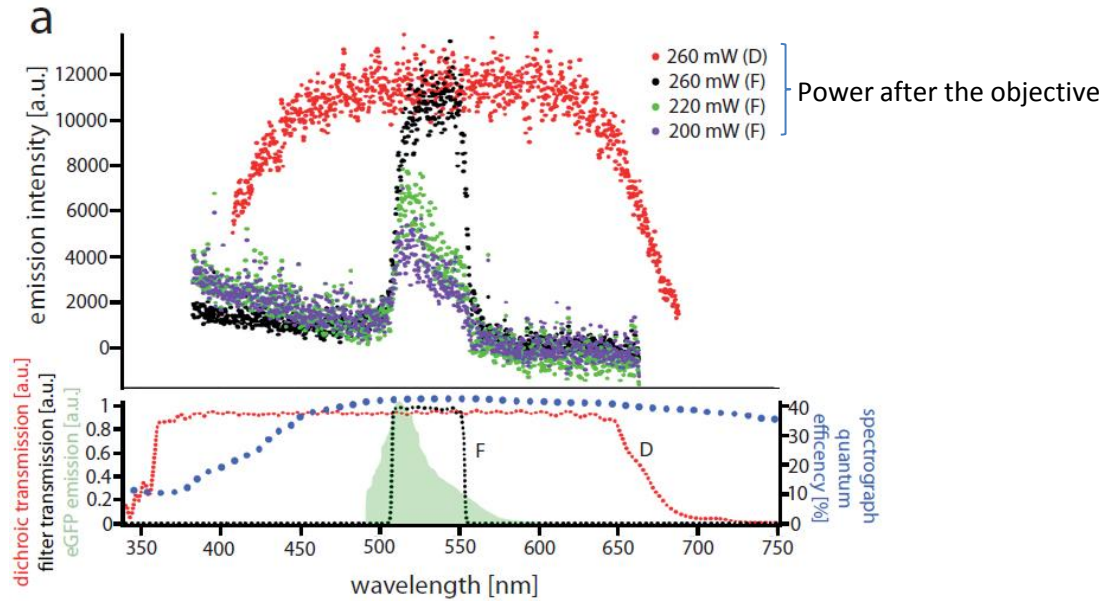 a
emission intensity [a.u.]
12000
10000
8000
6000
4000
2000
0
260 mW (D)
260 mW (F)
220 mW (F)
200 mW (F)
Power after the objective
dichroic transmission [a.u.]
filter transmission [a.u.]
eGFP emission [a.u.]
1
0.8
0.6
0.4
0.2
0
F
D
40
30
20
10
0
spectrograph
quantum
efficency [%]
350 400 450 500 550 600 650 700 750
wavelength [nm]